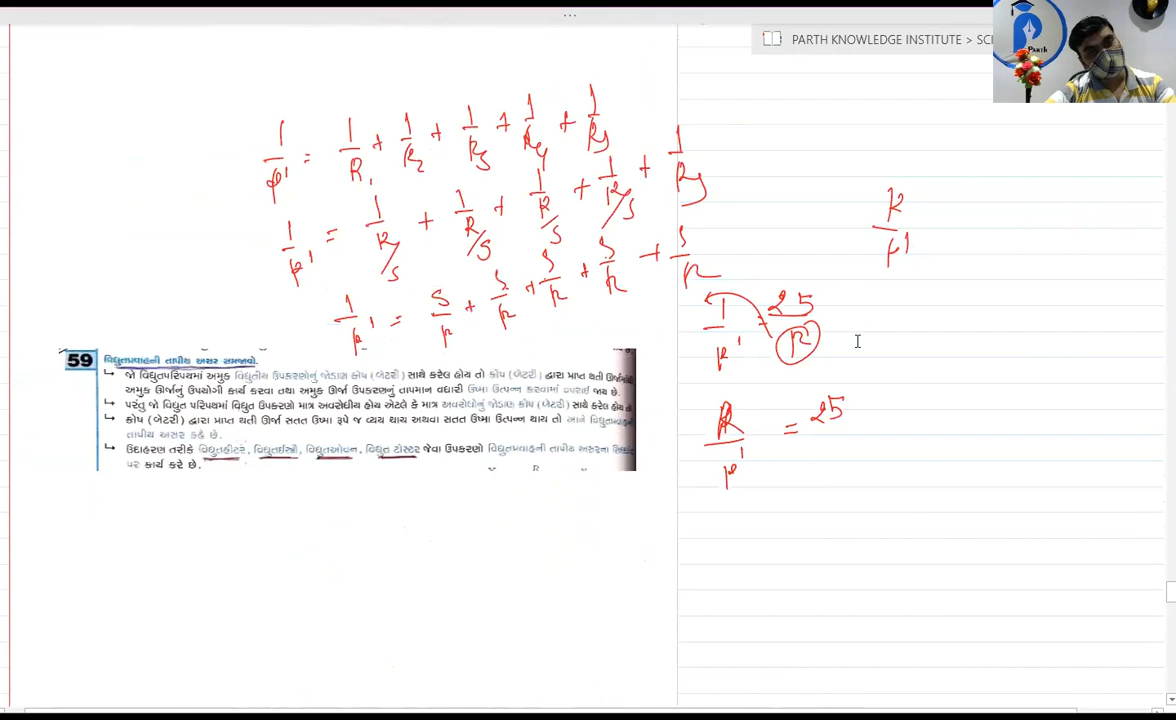 PARTH KNOWLEDGE INSTITUTE > SCI
Parth
1/R' = 1/R₁ + 1/R₂ + 1/R₃ + 1/R₄ + 1/R₅
1/R' = 1/R/5 + 1/R/5 + 1/R/5 + 1/R/5 + 1/R/5
1/R' = 5/R + 5/R + 5/R + 5/R + 5/R
R/R'
1/R' = 25/R
R/R' = 25
59 વિદ્યુતપ્રવાહની તાપીય અસર સમજાવો.
જો વિદ્યુતપરિપથમાં અમુક વિદ્યુતીય ઉપકરણોનું જોડાણ કોષ (બેટરી) સાથે કરેલ હોય તો કોષ (બેટરી) દ્વારા પ્રાપ્ત થતી ઊર્જામાંથી
અમુક ઊર્જાનું ઉપયોગી કાર્ય કરવા તથા અમુક ઊર્જા ઉપકરણનું તાપમાન વધારી ઉષ્મા ઉત્પન્ન કરવામાં વપરાઈ જાય છે.
પરંતુ જો વિદ્યુત પરિપથમાં વિદ્યુત ઉપકરણો માત્ર અવરોધીય હોય એટલે કે માત્ર અવરોધોનું જોડાણ કોષ (બેટરી) સાથે કરેલ હોય તો
કોષ (બેટરી) દ્વારા પ્રાપ્ત થતી ઊર્જા સતત ઉષ્મા રૂપે જ વ્યય થાય અથવા સતત ઉષ્મા ઉત્પન્ન થાય તો આને વિદ્યુતપ્રવાહની
તાપીય અસર કહે છે.
ઉદાહરણ તરીકે વિદ્યુતહીટર, વિદ્યુતઈસ્ત્રી, વિદ્યુતઓવન, વિદ્યુત ટોસ્ટર જેવા ઉપકરણો વિદ્યુતપ્રવાહની તાપીય અસરના
પર કાર્ય કરે છે.